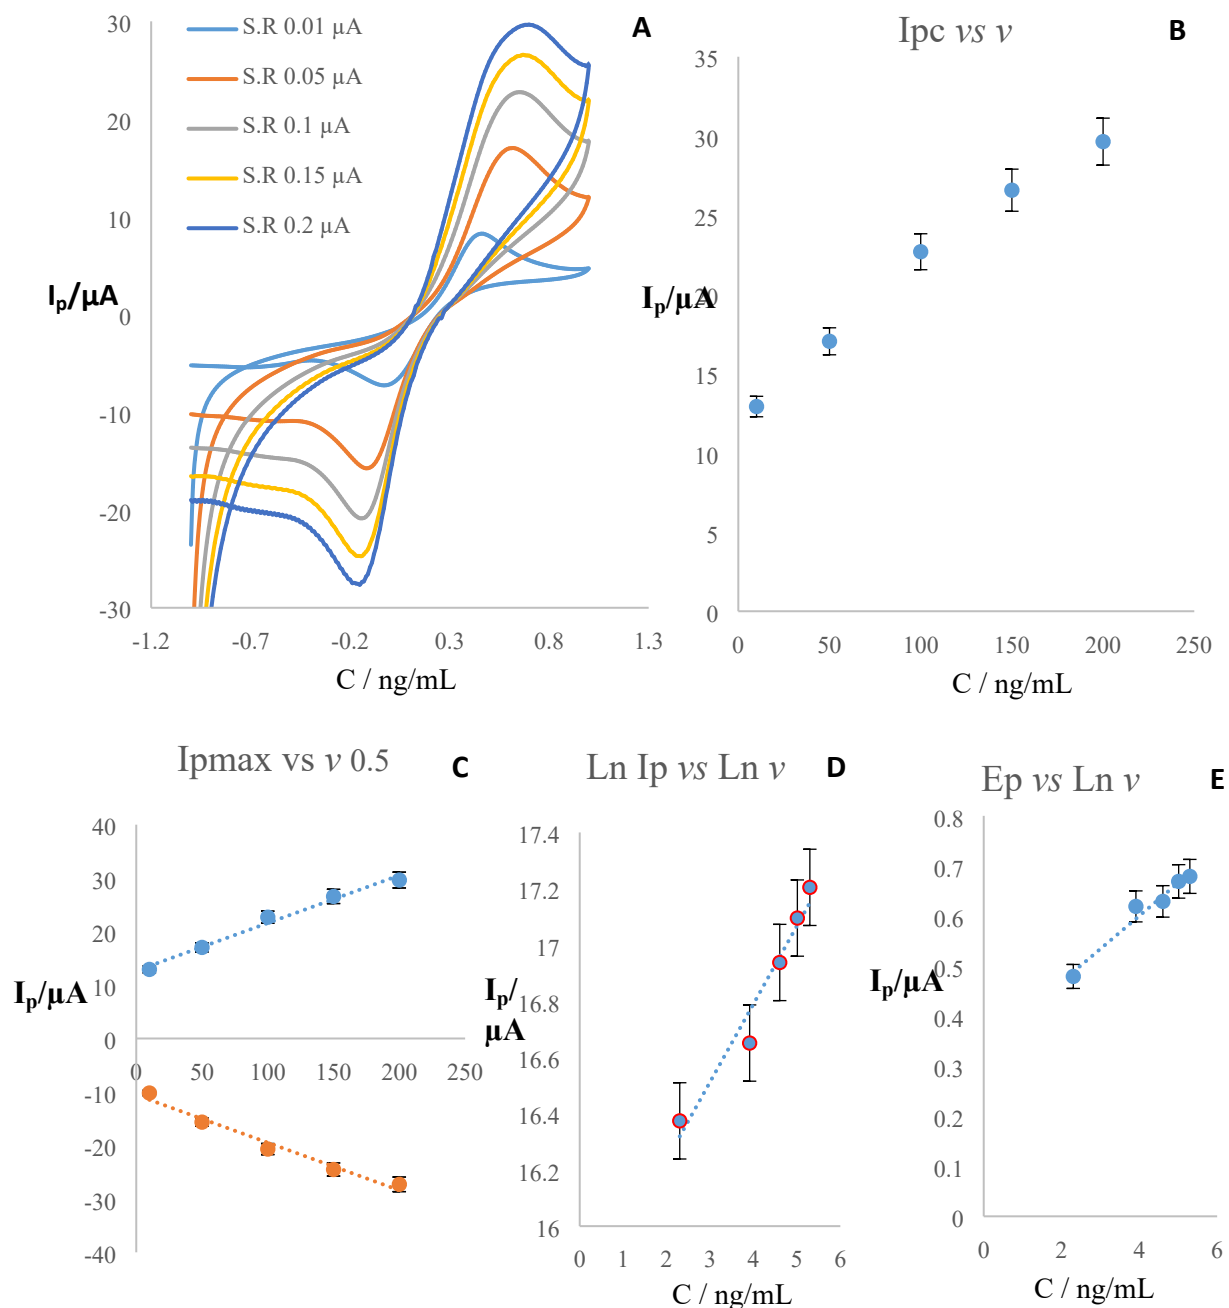 A
S.R 0.01 µA
S.R 0.05 µA
S.R 0.1 µA
S.R 0.15 µA
S.R 0.2 µA
30
20
10
0
-10
-20
-30
Ip/µA
-1.2 -0.7 -0.2 0.3 0.8 1.3
C / ng/mL
Ipc vs v
B
35
30
25
20
15
10
5
0
Ip/µA
0 50 100 150 200 250
C / ng/mL
Ipmax vs v 0.5
C
40
30
20
10
0
-10
-20
-30
-40
Ip/µA
0 50 100 150 200 250
Ln Ip vs Ln v
D
17.4
17.2
17
16.8
16.6
16.4
16.2
16
Ip/
µA
0 1 2 3 4 5 6
C / ng/mL
Ep vs Ln v
E
0.8
0.7
0.6
0.5
0.4
0.3
0.2
0.1
0
Ip/µA
0 2 4 6
C / ng/mL